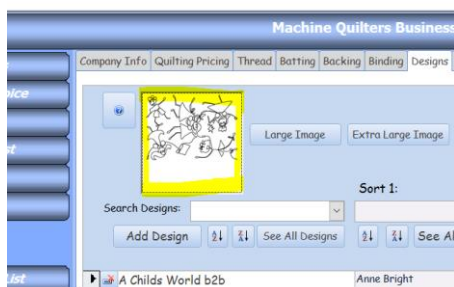 Machine Quilters Business
Company Info Quilting Pricing Thread Batting Backing Binding Designs
Large Image Extra Large Image
Sort 1:
Search Designs:
Add Design See All Designs See Al
A Childs World b2b Anne Bright